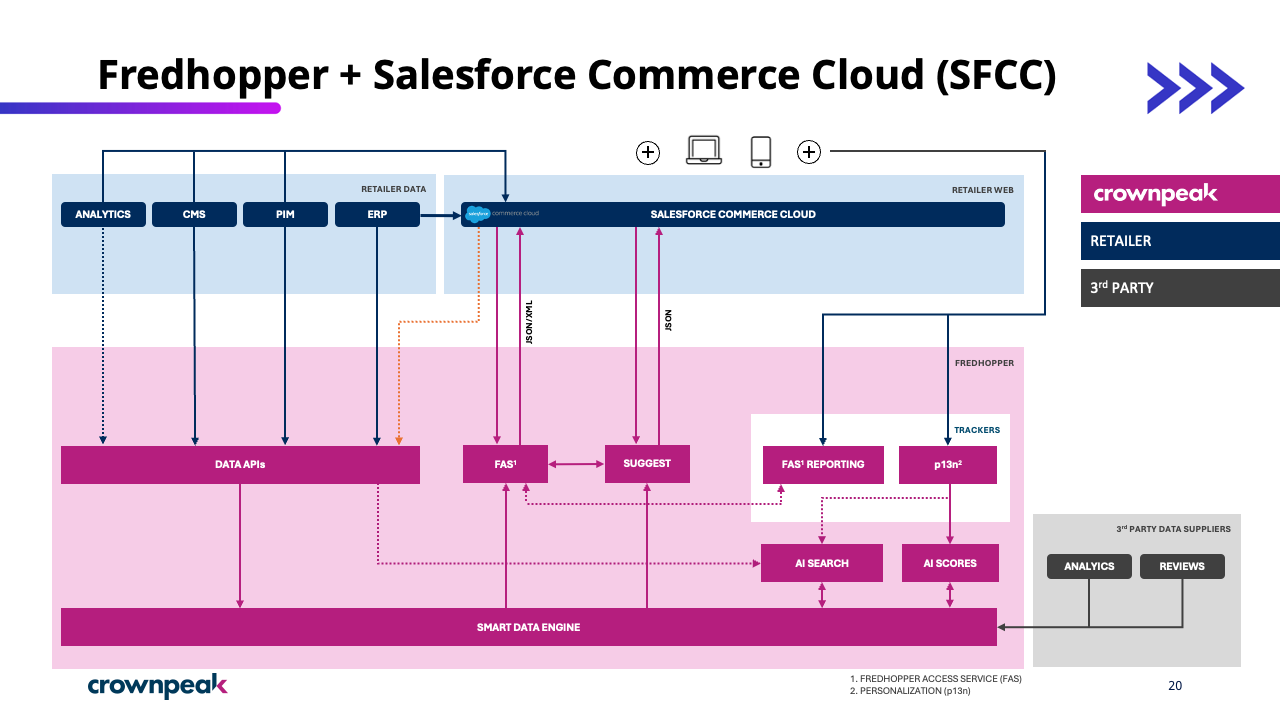 Fredhopper + Salesforce Commerce Cloud (SFCC)
RETAILER DATA
RETAILER WEB
ANALYTICS
CMS
PIM
ERP
salesforce commerce cloud
SALESFORCE COMMERCE CLOUD
crownpeak
RETAILER
3rd PARTY
JSON/XML
JSON
FREDHOPPER
TRACKERS
DATA APIs
FAS¹
SUGGEST
FAS¹ REPORTING
p13n²
3rd PARTY DATA SUPPLIERS
AI SEARCH
AI SCORES
ANALYICS
REVIEWS
SMART DATA ENGINE
crownpeak
1. FREDHOPPER ACCESS SERVICE (FAS)
2. PERSONALIZATION (p13n)
20